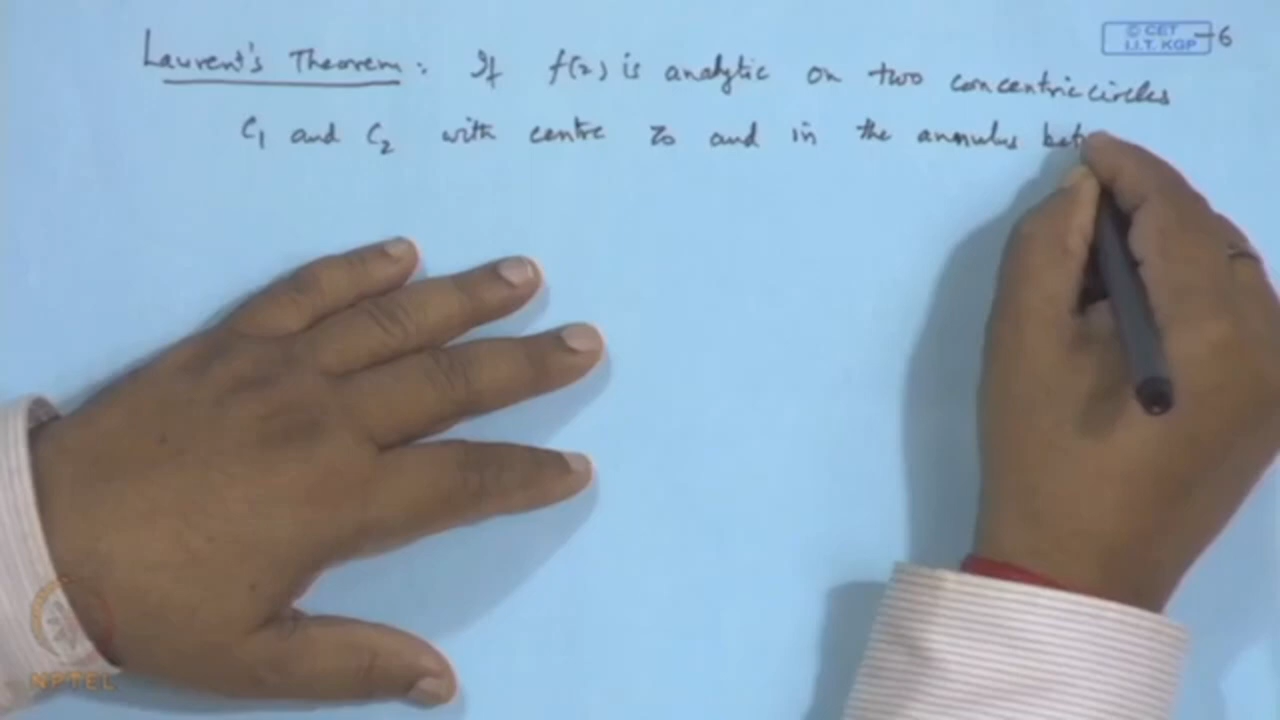 © CET
I.I.T. KGP
-6
Laurent's Theorem: If f(z) is analytic on two concentric circles
C1 and C2 with centre z0 and in the annulus bet
NPTEL